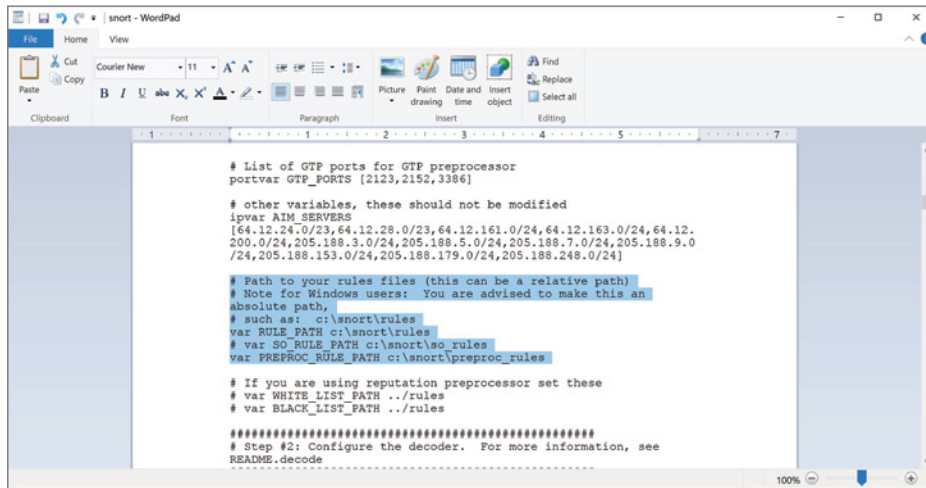 snort - WordPad
File Home View
Paste
Cut
Copy
Clipboard
Courier New 11 A A
B I U abc X, X² A
Font
Paragraph
Picture
Paint drawing
Date and time
Insert object
Insert
Find
Replace
Select all
Editing
1 1 2 3 4 5 7
# List of GTP ports for GTP preprocessor
portvar GTP_PORTS [2123,2152,3386]
# other variables, these should not be modified
ipvar AIM_SERVERS
[64.12.24.0/23,64.12.28.0/23,64.12.161.0/24,64.12.163.0/24,64.12.
200.0/24,205.188.3.0/24,205.188.5.0/24,205.188.7.0/24,205.188.9.0
/24,205.188.153.0/24,205.188.179.0/24,205.188.248.0/24]
# Path to your rules files (this can be a relative path)
# Note for Windows users:  You are advised to make this an
absolute path,
# such as:  c:\snort\rules
var RULE_PATH c:\snort\rules
# var SO_RULE_PATH c:\snort\so_rules
var PREPROC_RULE_PATH c:\snort\preproc_rules
# If you are using reputation preprocessor set these
# var WHITE_LIST_PATH ../rules
# var BLACK_LIST_PATH ../rules
###################################################
# Step #2: Configure the decoder.  For more information, see
README.decode
100%